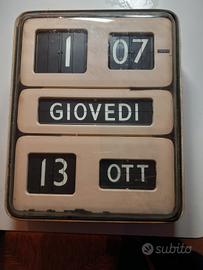 1 07
GIOVEDI
13 OTT
subito